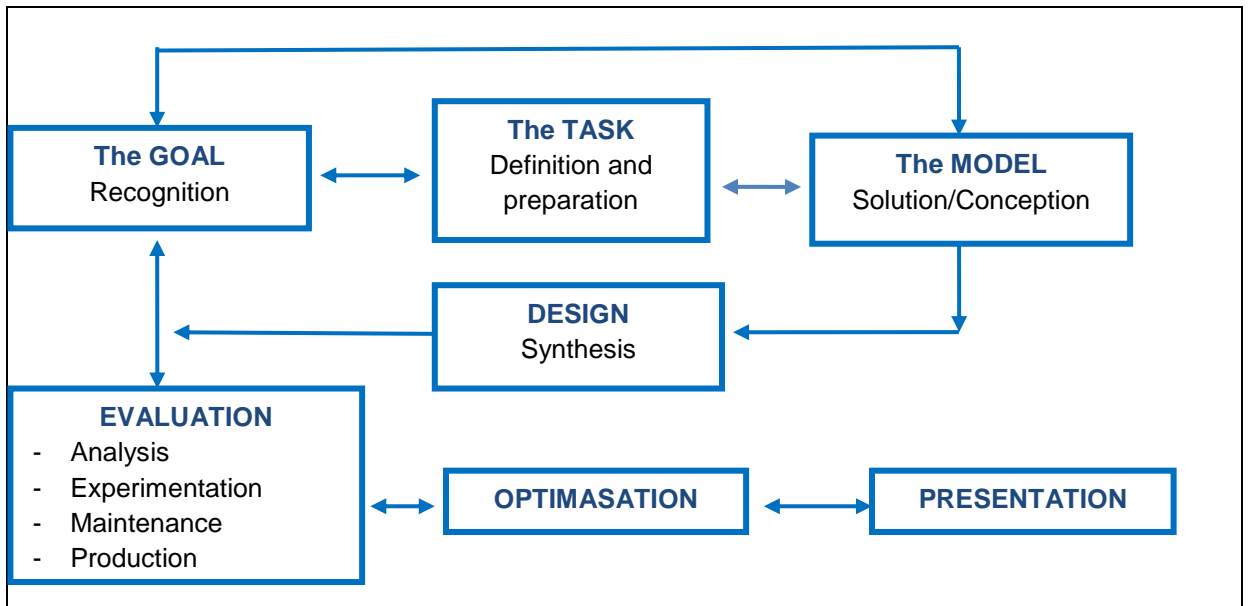 The GOAL
Recognition
The TASK
Definition and
preparation
The MODEL
Solution/Conception
DESIGN
Synthesis
EVALUATION
- Analysis
- Experimentation
- Maintenance
- Production
OPTIMASATION
PRESENTATION